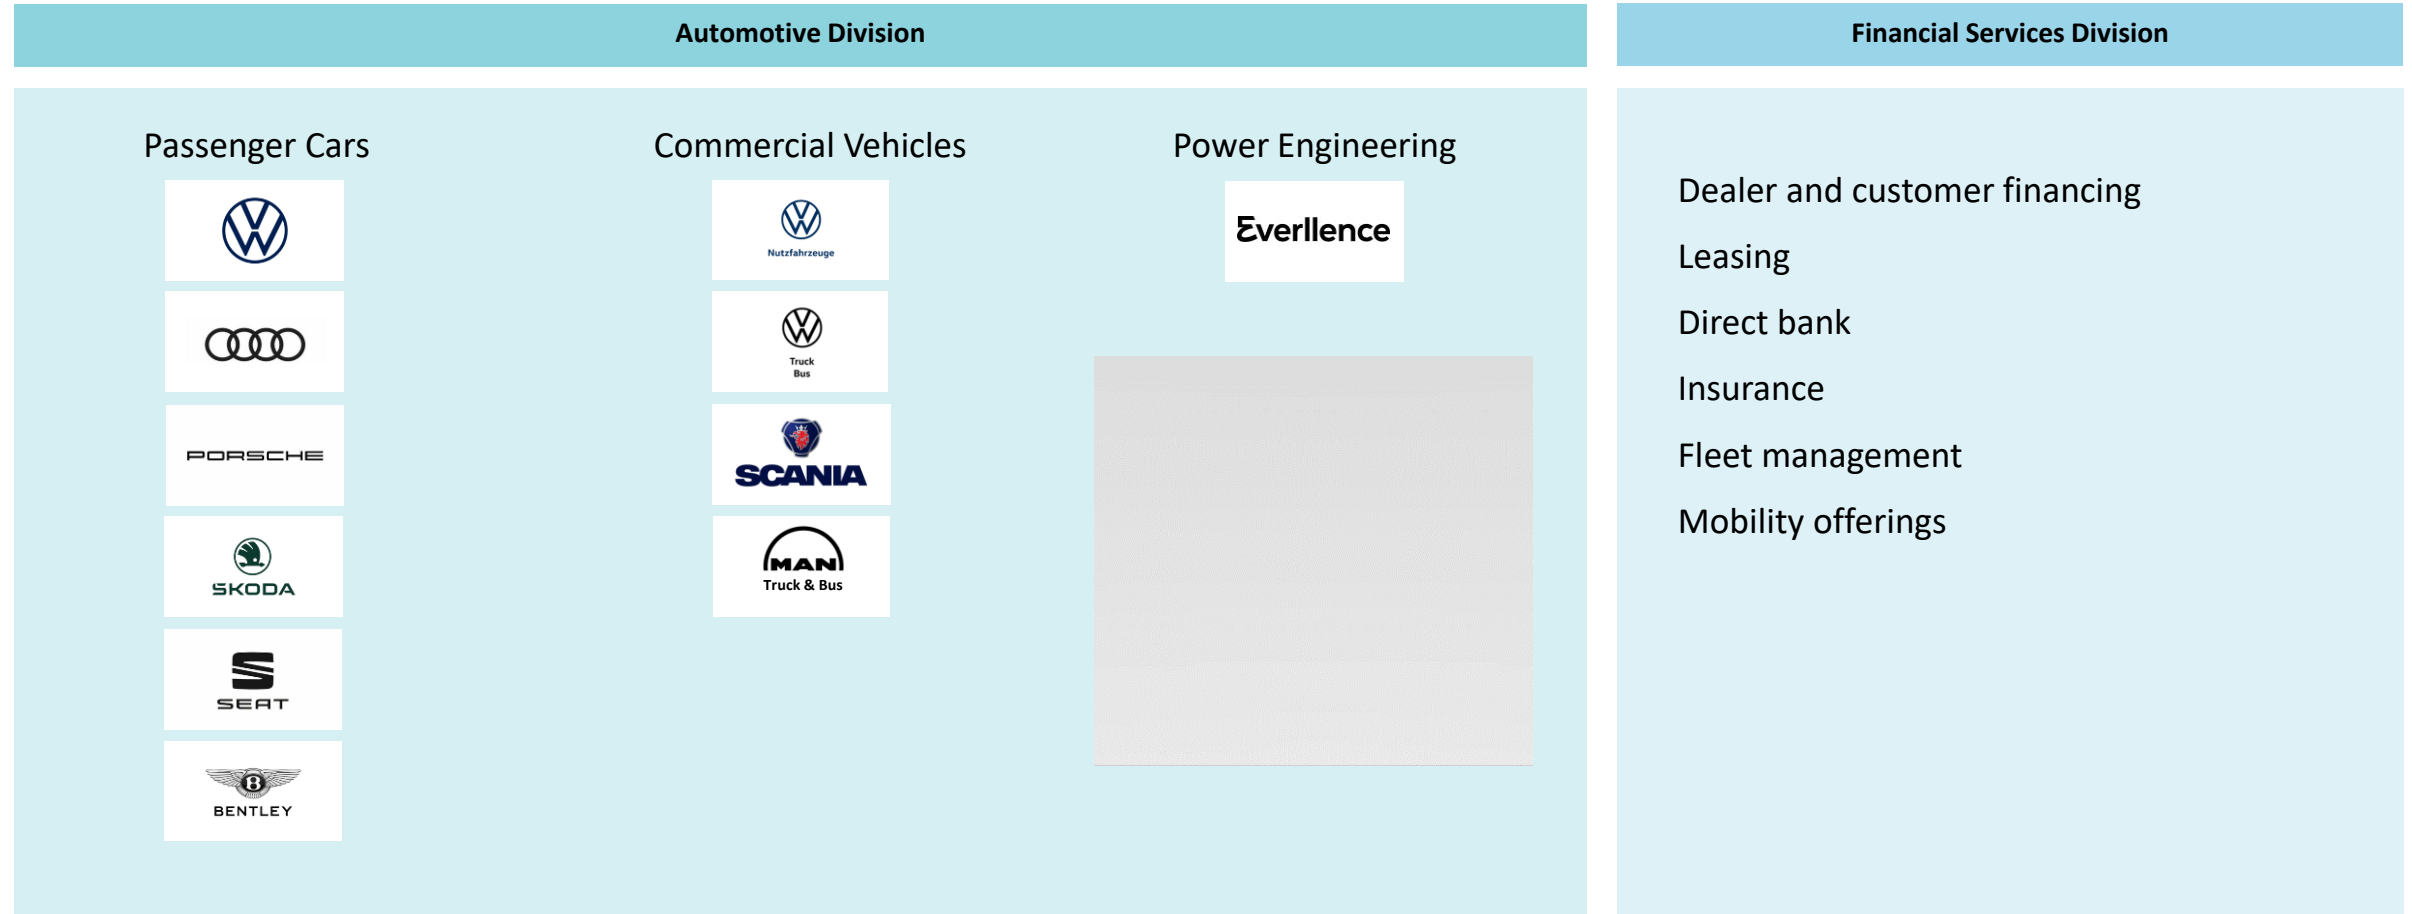 Automotive Division
Financial Services Division
Passenger Cars
Commercial Vehicles
Power Engineering
Nutzfahrzeuge
Everllence
Truck
Bus
PORSCHE
SCANIA
ŠKODA
MAN
Truck & Bus
SEAT
B
BENTLEY
Dealer and customer financing
Leasing
Direct bank
Insurance
Fleet management
Mobility offerings